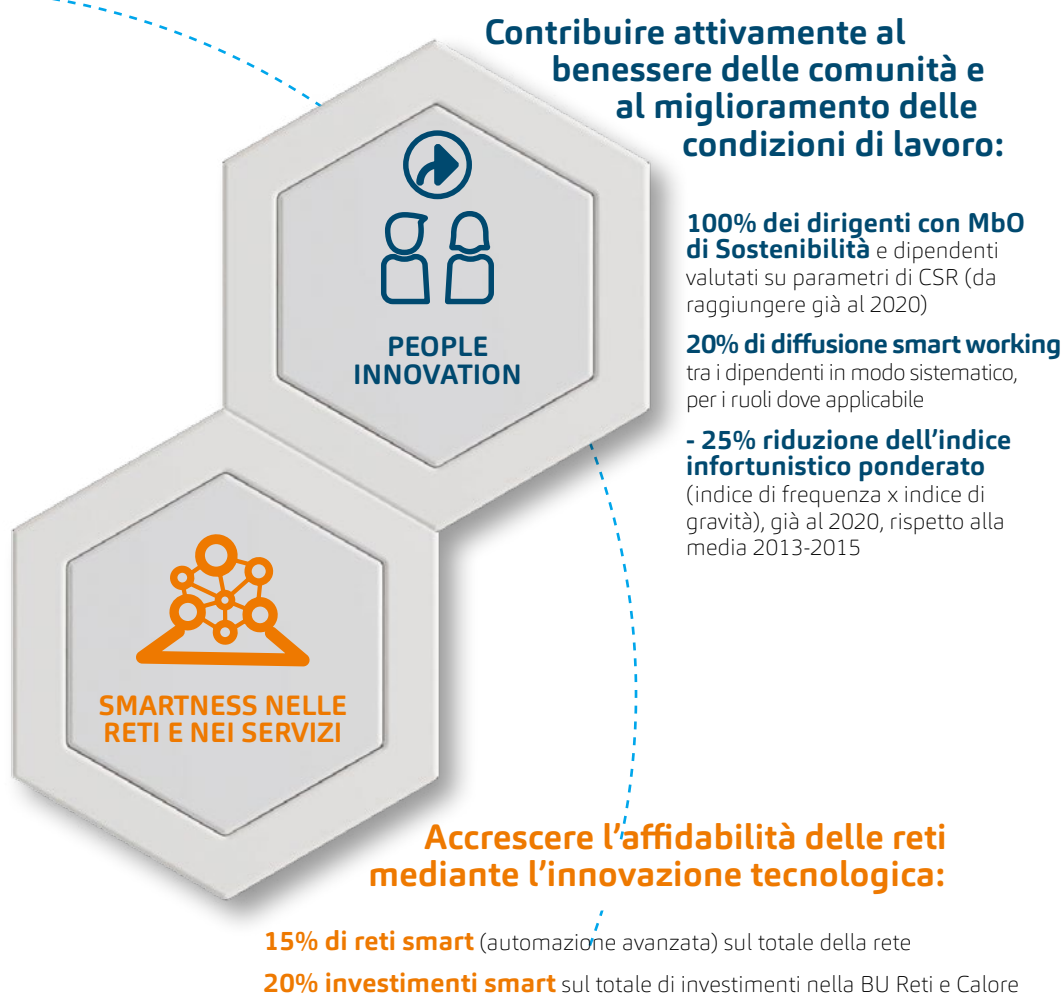 Contribuire attivamente al
benessere delle comunità e
al miglioramento delle
condizioni di lavoro:
100% dei dirigenti con MbO
di Sostenibilità e dipendenti
valutati su parametri di CSR (da
raggiungere già al 2020)
20% di diffusione smart working
tra i dipendenti in modo sistematico,
per i ruoli dove applicabile
- 25% riduzione dell’indice
infortunistico ponderato
(indice di frequenza x indice di
gravità), già al 2020, rispetto alla
media 2013-2015
PEOPLE
INNOVATION
SMARTNESS NELLE
RETI E NEI SERVIZI
Accrescere l’affidabilità delle reti
mediante l’innovazione tecnologica:
15% di reti smart (automazione avanzata) sul totale della rete
20% investimenti smart sul totale di investimenti nella BU Reti e Calore